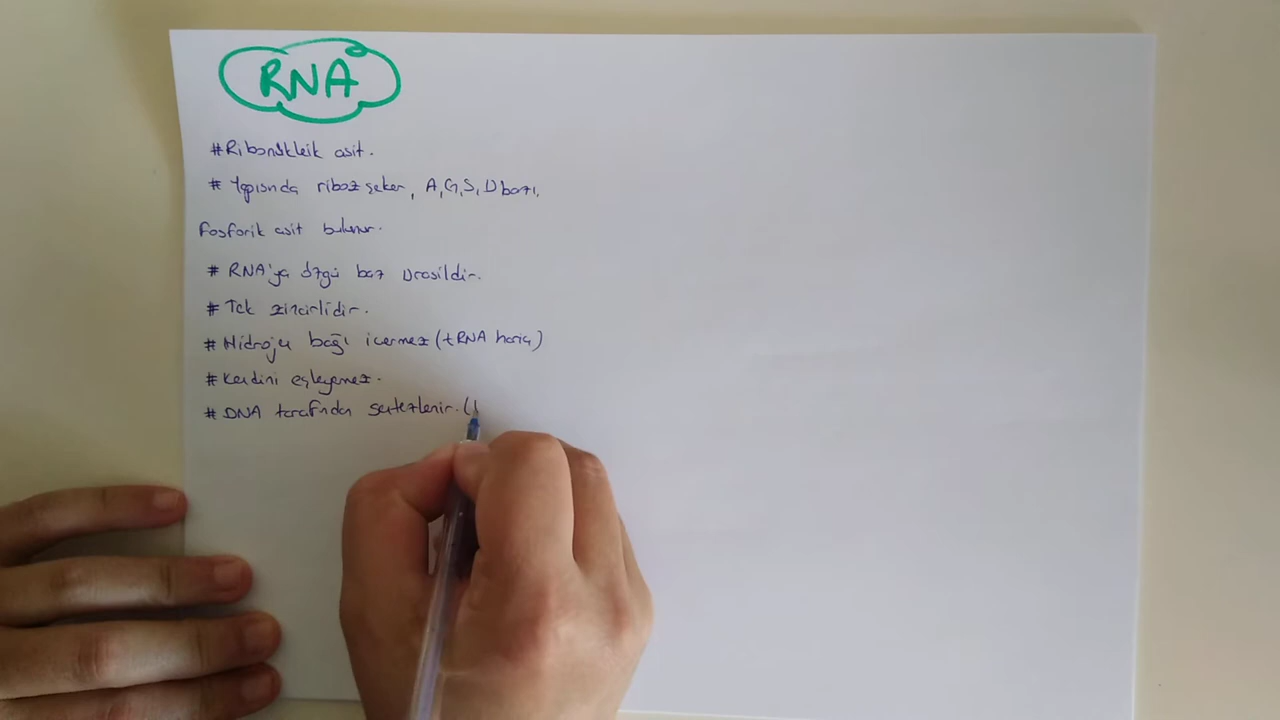 RNA
#Ribonükleik asit.
# Yapısında riboz şeker, A,G,S,U bazı,
fosforik asit bulunur.
# RNA'ya özgü baz Urasildir.
# Tek zincirlidir.
# Hidrojen bağı içermez (tRNA hariç)
# Kendini eşleyemez.
# DNA tarafından sentezlenir. (